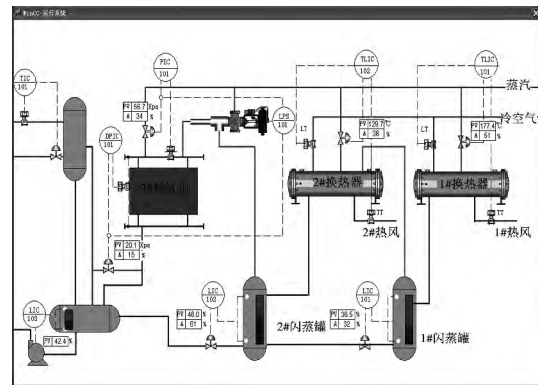 WinCC-运行系统 -
PIC
101
TLIC
102
TLIC
101
TIC
101
蒸汽
PV 56.7 Kpa
A 34 %
LPS
101
冷空气
DPIC
101
LT
PV 129.7 ℃
A 38 %
LT
PV 177.4 ℃
A 51 %
2#换热器
1#换热器
TT
TT
2#热风
1#热风
PV 20.1 Kpa
A 15 %
LIC
102
LIC
101
LIC
103
PV 46.0 %
A 61 %
PV 36.5 %
A 32 %
2#闪蒸罐
1#闪蒸罐
PV 42.4 %